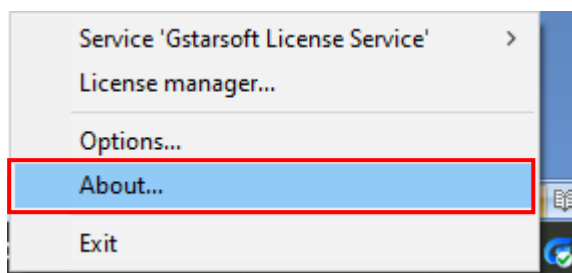 Service 'Gstarsoft License Service'
License manager...
Options...
About...
Exit